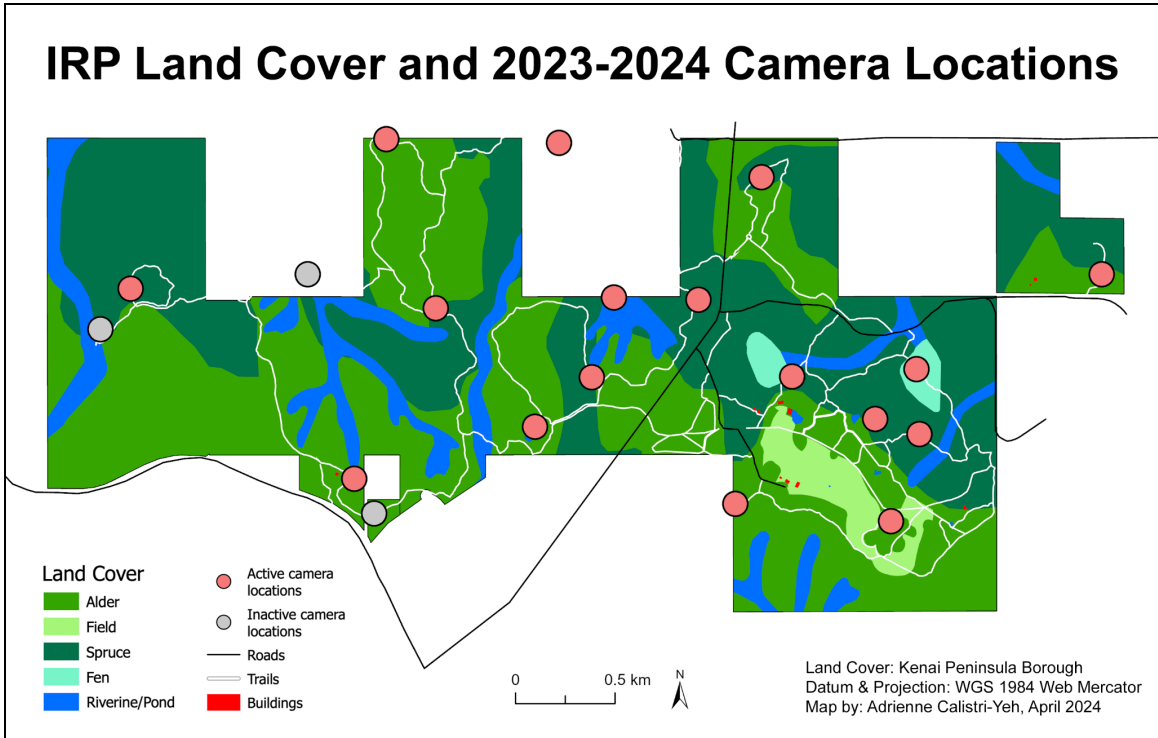 IRP Land Cover and 2023-2024 Camera Locations
Land Cover
Alder
Field
Spruce
Fen
Riverine/Pond
Active camera
locations
Inactive camera
locations
Roads
Trails
Buildings
0 0.5 km
N
Land Cover: Kenai Peninsula Borough
Datum & Projection: WGS 1984 Web Mercator
Map by: Adrienne Calistri-Yeh, April 2024